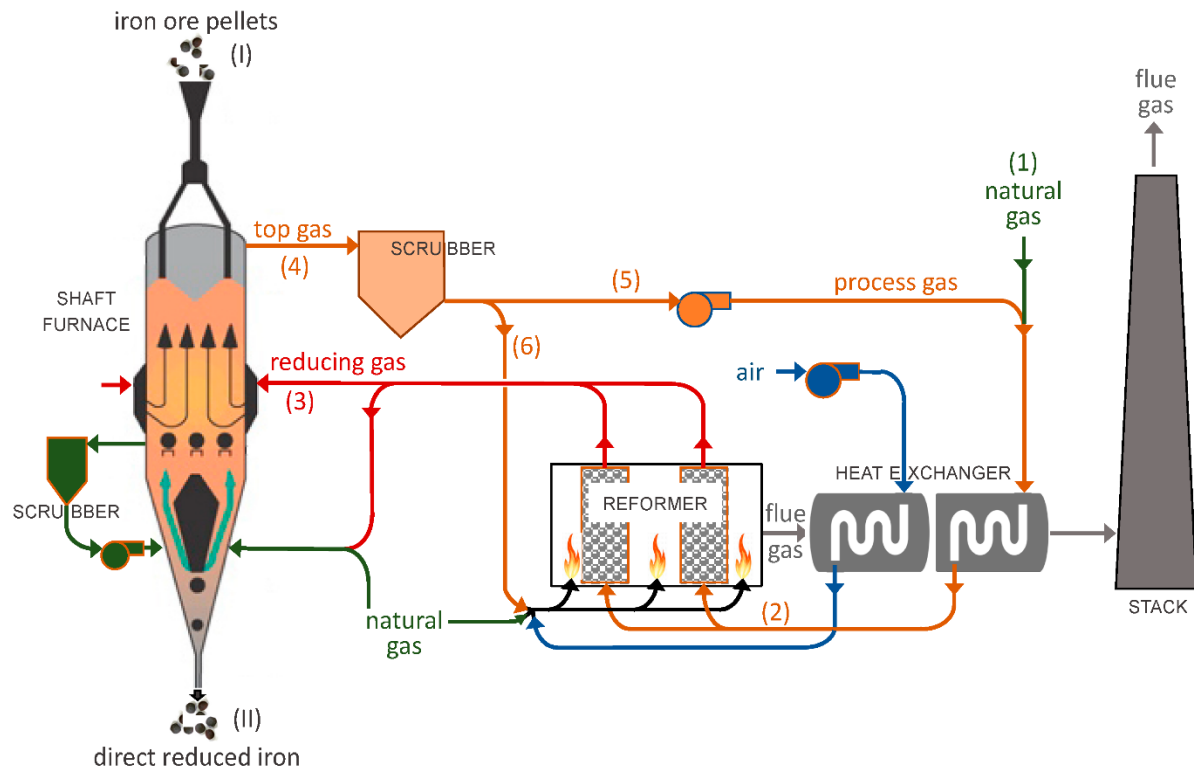 iron ore pellets
(I)
flue
gas
(1)
natural
gas
top gas
(4)
SCRUBBER
(5)
process gas
SHAFT
FURNACE
(6)
reducing gas
(3)
air
HEAT EXCHANGER
REFORMER
SCRUBBER
flue
gas
(2)
natural
gas
STACK
(II)
direct reduced iron